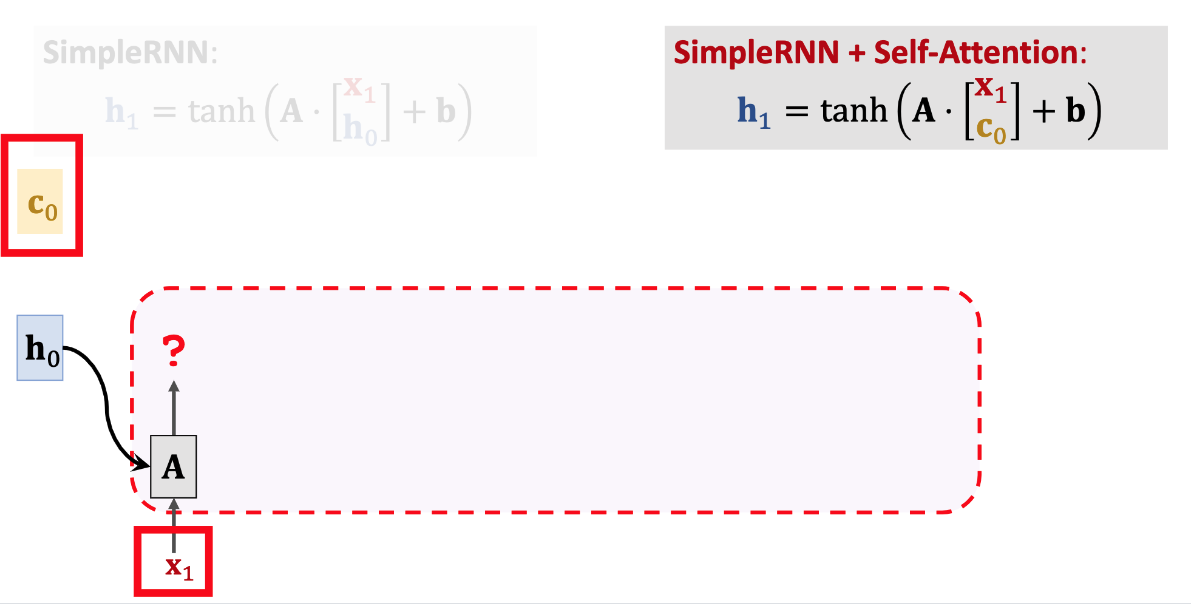 SimpleRNN:
h₁ = tanh (A · [x₁ h₀] + b)
SimpleRNN + Self-Attention:
h₁ = tanh (A · [x₁ c₀] + b)
c₀
h₀
?
A
x₁